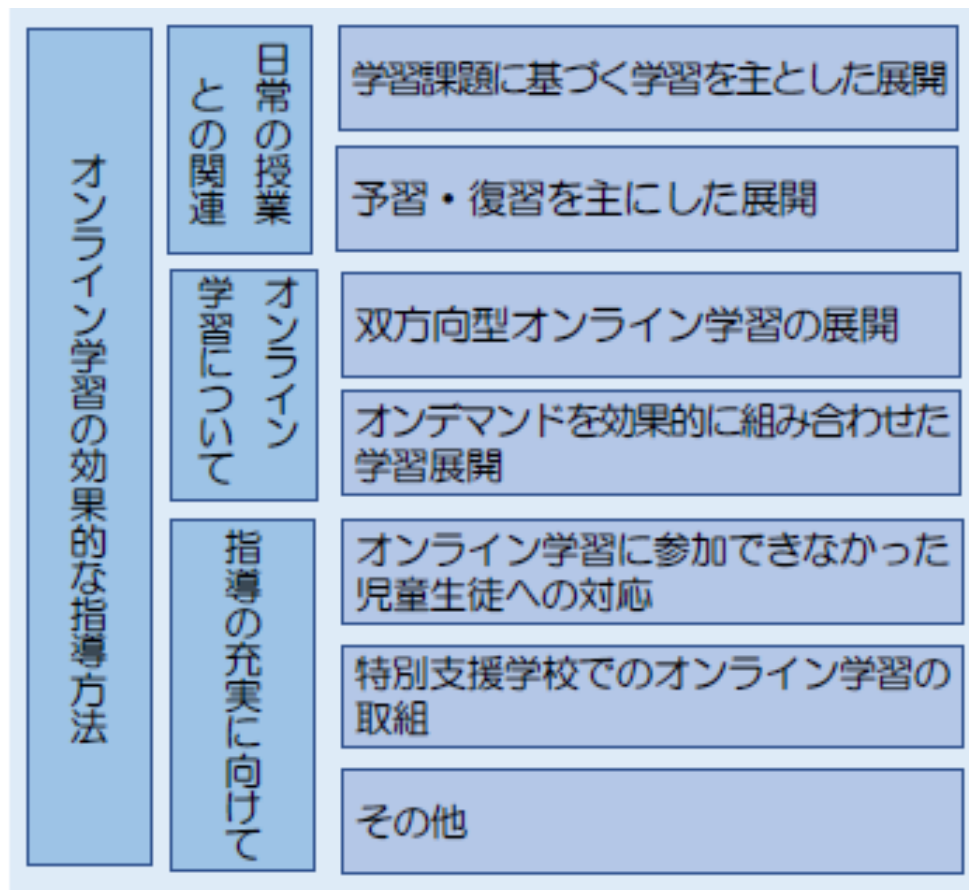 オンライン学習の効果的な指導方法
日常の授業
との関連
学習課題に基づく学習を主とした展開
予習・復習を主にした展開
オンライン
学習について
双方向型オンライン学習の展開
オンデマンドを効果的に組み合わせた
学習展開
指導の充実に向けて
オンライン学習に参加できなかった
児童生徒への対応
特別支援学校でのオンライン学習の
取組
その他